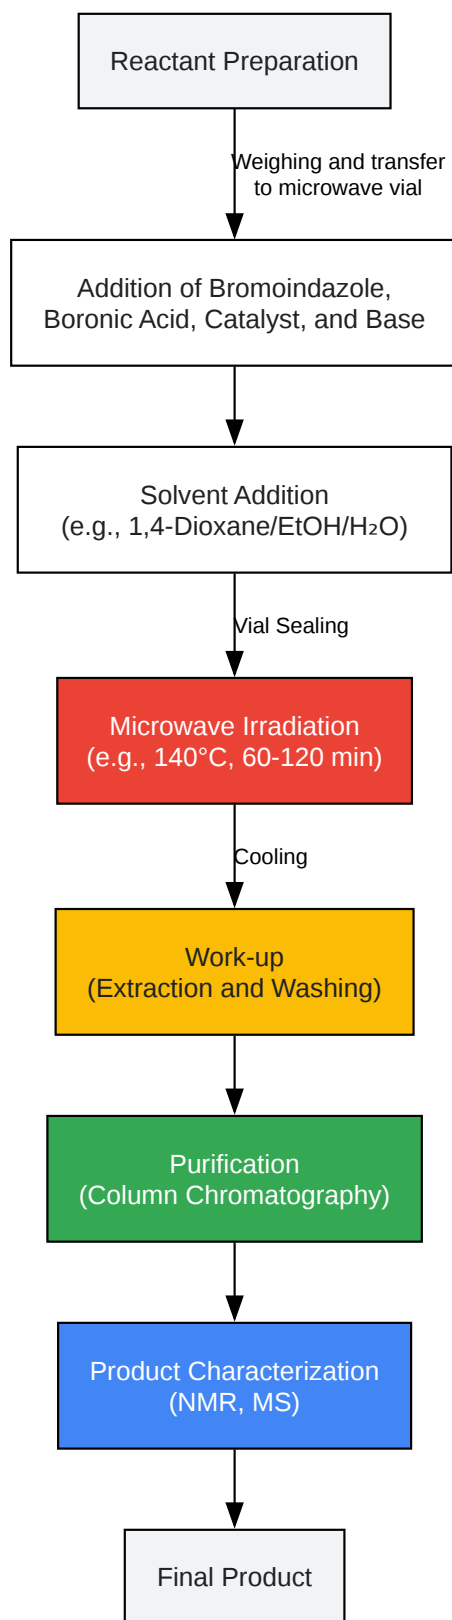 Reactant Preparation
Weighing and transfer
to microwave vial
Addition of Bromoindazole,
Boronic Acid, Catalyst, and Base
Solvent Addition
(e.g., 1,4-Dioxane/EtOH/H₂O)
Vial Sealing
Microwave Irradiation
(e.g., 140°C, 60-120 min)
Cooling
Work-up
(Extraction and Washing)
Purification
(Column Chromatography)
Product Characterization
(NMR, MS)
Final Product